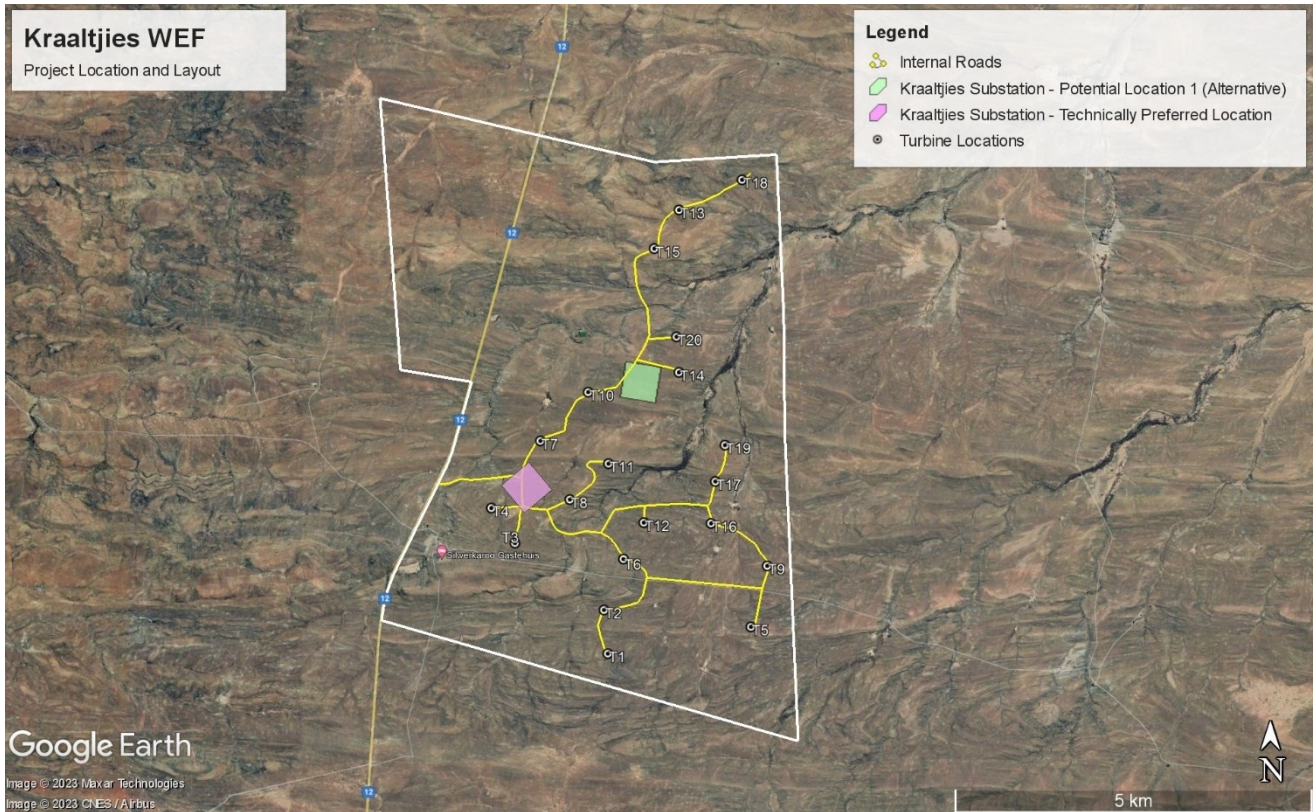 Kraaltjies WEF
Project Location and Layout
Legend
Internal Roads
Kraaltjies Substation - Potential Location 1 (Alternative)
Kraaltjies Substation - Technically Preferred Location
Turbine Locations
12
T18
T13
12
T15
T20
T14
T10
12
T7
T19
T11
T17
T8
T4
T12
T16
T3
Silverkaroo Gastehuis
T6
T9
12
T2
T5
T1
Google Earth
Image © 2023 Maxar Technologies
Image © 2023 CNES / Airbus
12
5 km
N